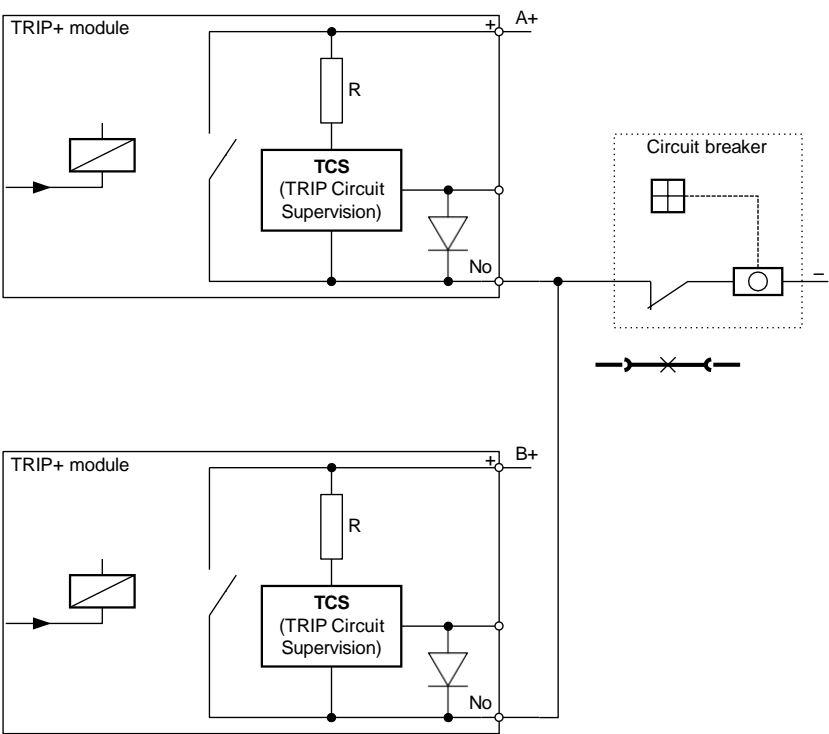 TRIP+ module
+
A+
R
TCS
(TRIP Circuit
Supervision)
No
Circuit breaker
–
TRIP+ module
+
B+
R
TCS
(TRIP Circuit
Supervision)
No